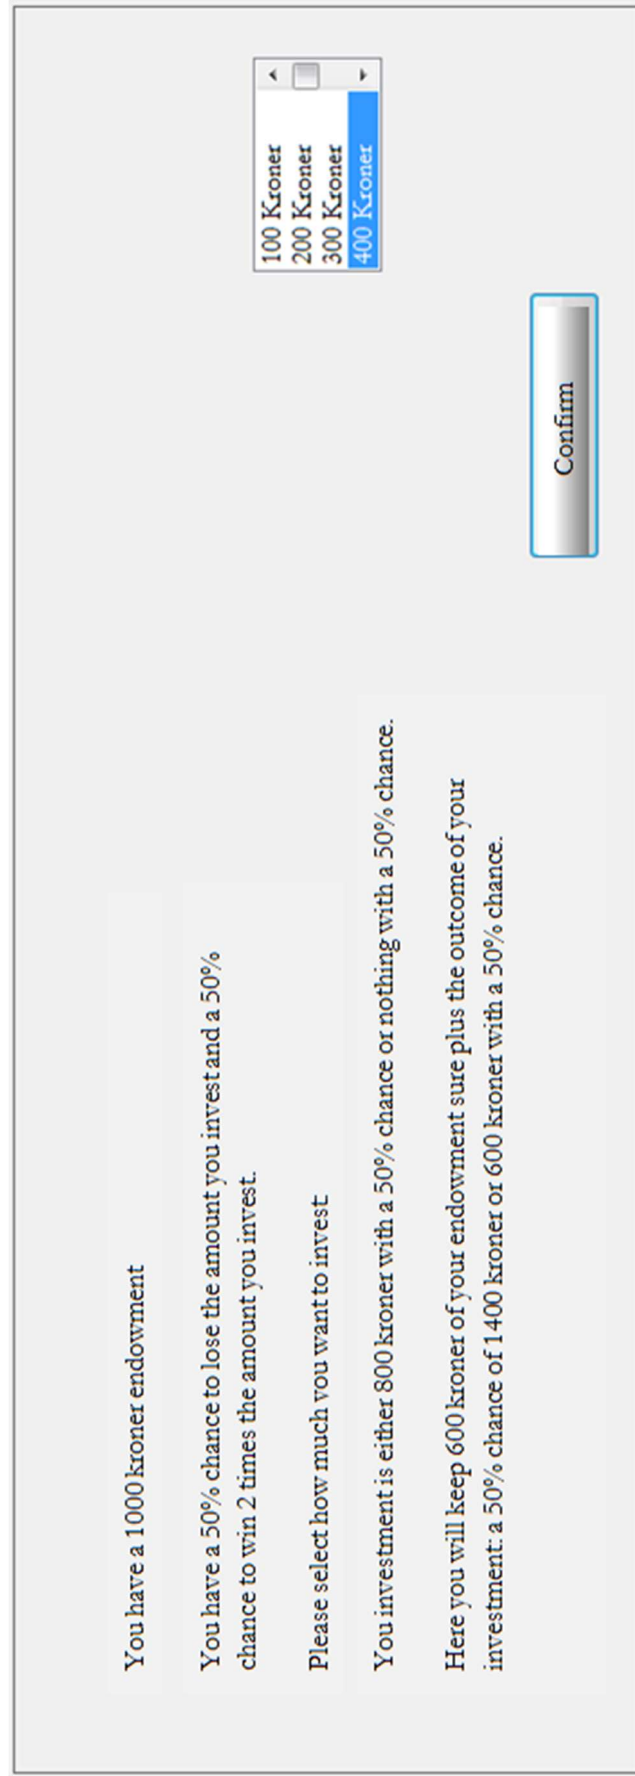 You have a 1000 kroner endowment
You have a 50% chance to lose the amount you invest and a 50%
chance to win 2 times the amount you invest.
Please select how much you want to invest
100 Kroner
200 Kroner
300 Kroner
400 Kroner
You investment is either 800 kroner with a 50% chance or nothing with a 50% chance.
Here you will keep 600 kroner of your endowment sure plus the outcome of your
investment: a 50% chance of 1400 kroner or 600 kroner with a 50% chance.
Confirm